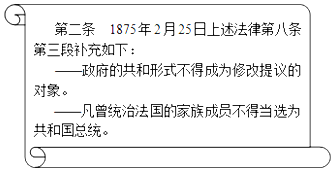 第二条 1875年2月25日上述法律第八条
第三段补充如下：
——政府的共和形式不得成为修改提议的
对象。
——凡曾统治法国的家族成员不得当选为
共和国总统。